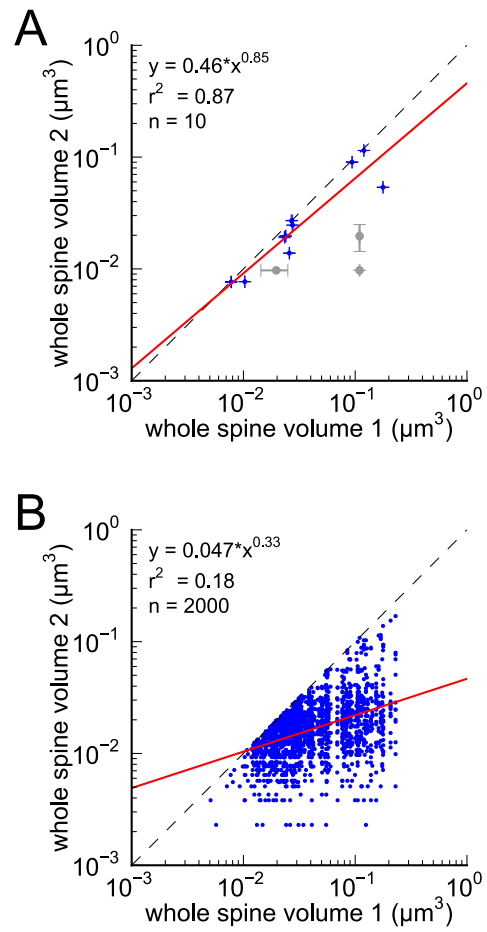 A
y = 0.46*x^0.85
r^2 = 0.87
n = 10
whole spine volume 2 (μm^3)
10^0
10^-1
10^-2
10^-3
10^-3 10^-2 10^-1 10^0
whole spine volume 1 (μm^3)
B
y = 0.047*x^0.33
r^2 = 0.18
n = 2000
whole spine volume 2 (μm^3)
10^0
10^-1
10^-2
10^-3
10^-3 10^-2 10^-1 10^0
whole spine volume 1 (μm^3)